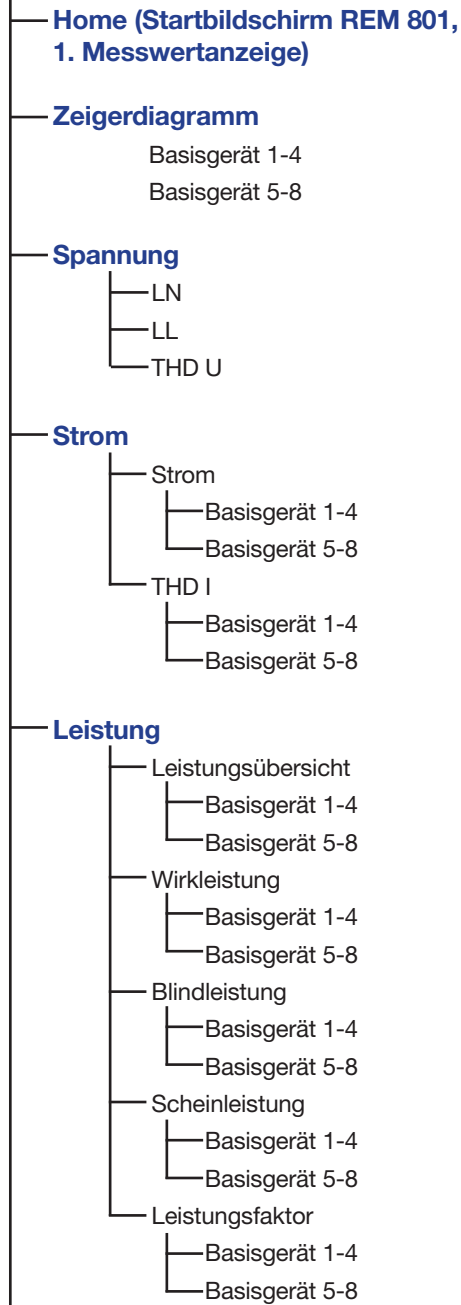 Home (Startbildschirm REM 801,
1. Messwertanzeige)
Zeigerdiagramm
Basisgerät 1-4
Basisgerät 5-8
Spannung
LN
LL
THD U
Strom
Strom
Basisgerät 1-4
Basisgerät 5-8
THD I
Basisgerät 1-4
Basisgerät 5-8
Leistung
Leistungsübersicht
Basisgerät 1-4
Basisgerät 5-8
Wirkleistung
Basisgerät 1-4
Basisgerät 5-8
Blindleistung
Basisgerät 1-4
Basisgerät 5-8
Scheinleistung
Basisgerät 1-4
Basisgerät 5-8
Leistungsfaktor
Basisgerät 1-4
Basisgerät 5-8